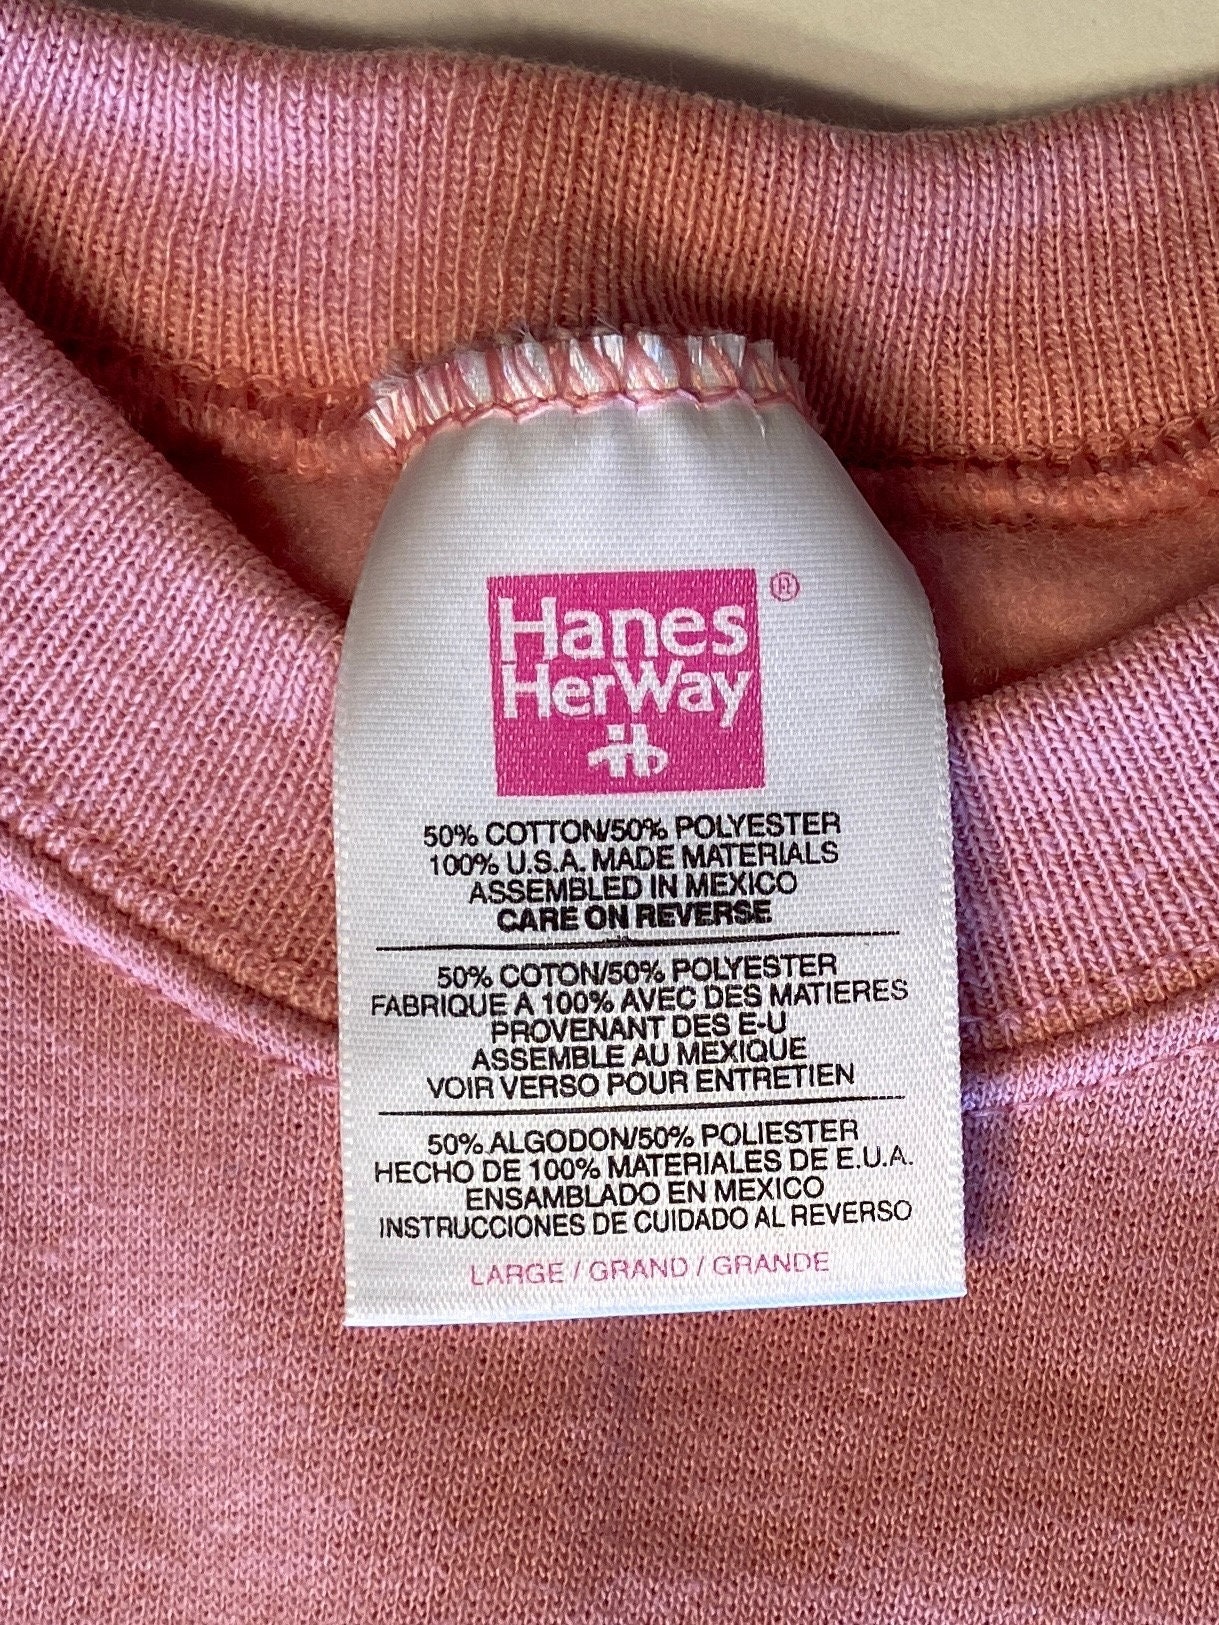 Hanes
HerWay
®
50% COTTON/50% POLYESTER
100% U.S.A. MADE MATERIALS
ASSEMBLED IN MEXICO
CARE ON REVERSE
50% COTON/50% POLYESTER
FABRIQUE A 100% AVEC DES MATIERES
PROVENANT DES E-U
ASSEMBLE AU MEXIQUE
VOIR VERSO POUR ENTRETIEN
50% ALGODON/50% POLIESTER
HECHO DE 100% MATERIALES DE E.U.A.
ENSAMBLADO EN MEXICO
INSTRUCCIONES DE CUIDADO AL REVERSO
LARGE / GRAND / GRANDE